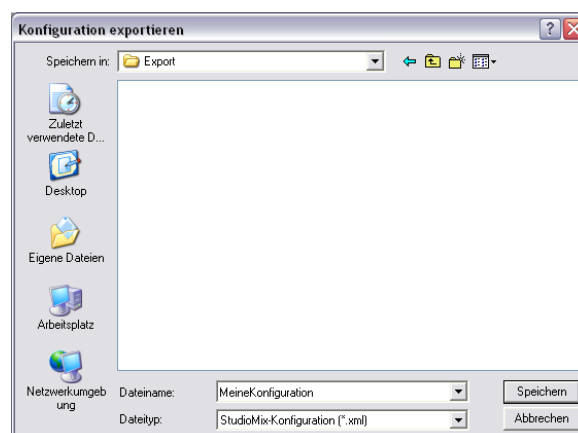 Konfiguration exportieren
Speichern in:
Export
Zuletzt
verwendete D...
Desktop
Eigene Dateien
Arbeitsplatz
Netzwerkumgeb
ung
Dateiname:
MeineKonfiguration
Speichern
Dateityp:
StudioMix-Konfiguration (*.xml)
Abbrechen